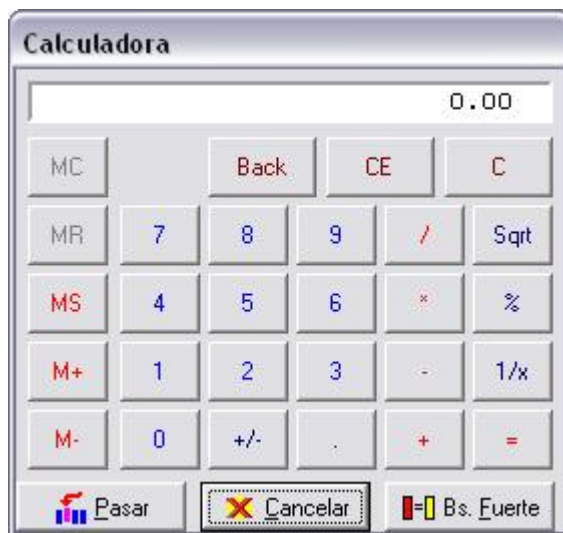 Calculadora
0.00
MC Back CE C
MR 7 8 9 / Sqrt
MS 4 5 6 * %
M+ 1 2 3 - 1/x
M- 0 +/- . + =
Pasar Cancelar Bs. Fuerte